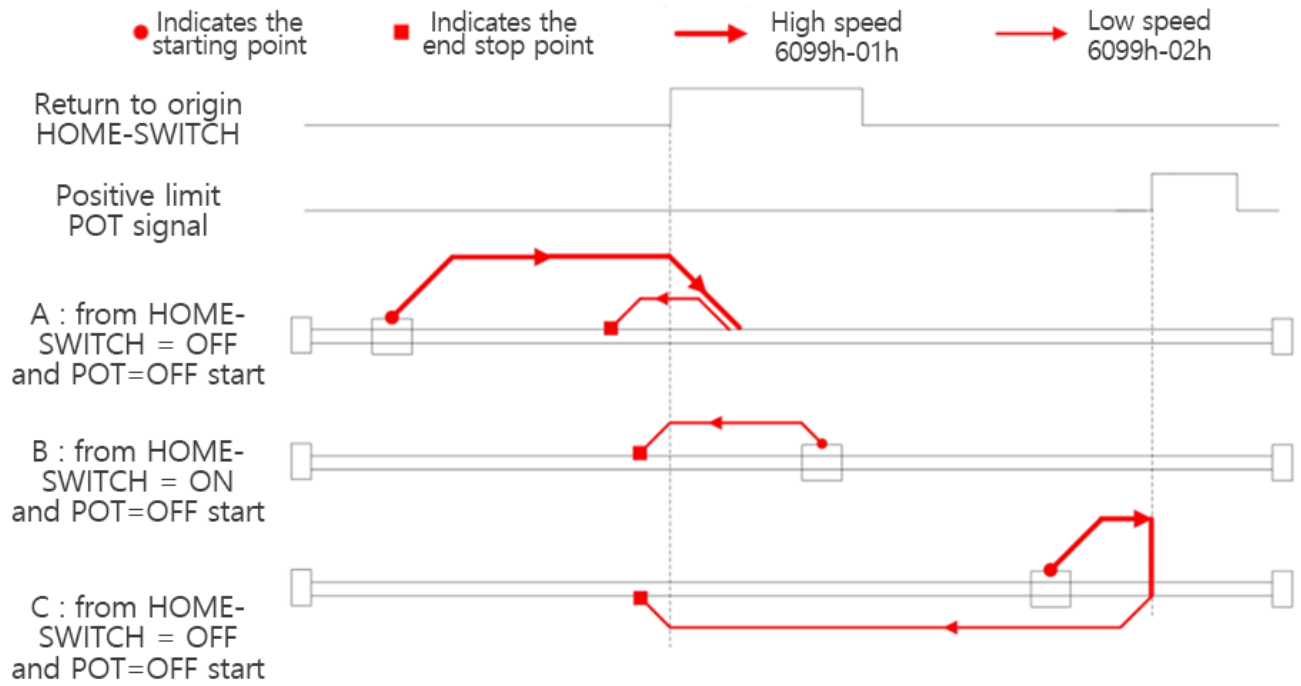 Indicates the
starting point
Indicates the
end stop point
High speed
6099h-01h
Low speed
6099h-02h
Return to origin
HOME-SWITCH
Positive limit
POT signal
A : from HOME-
SWITCH = OFF
and POT=OFF start
B : from HOME-
SWITCH = ON
and POT=OFF start
C : from HOME-
SWITCH = OFF
and POT=OFF start